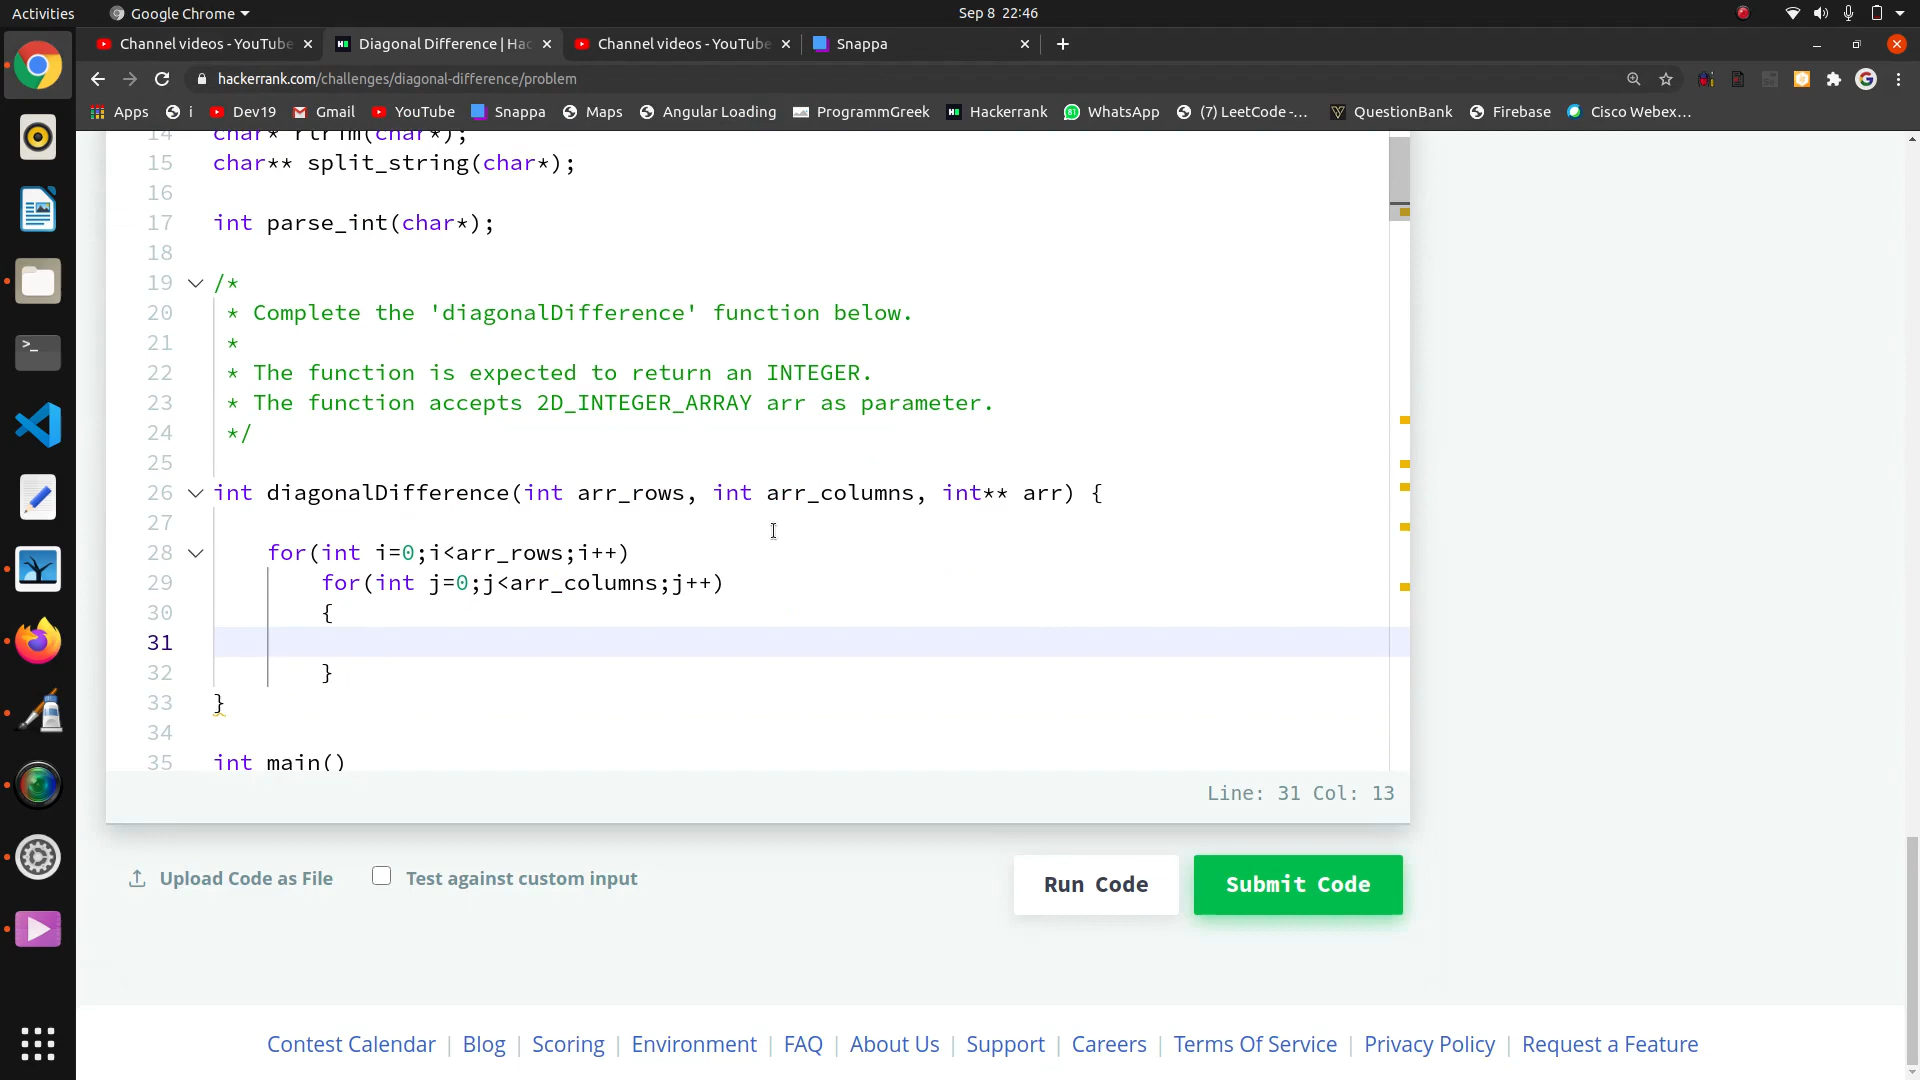 Activities Google Chrome Sep 8 22:46
Channel videos - YouTube Diagonal Difference | Hac Channel videos - YouTube Snappa
hackerrank.com/challenges/diagonal-difference/problem
Apps i Dev19 Gmail YouTube Snappa Maps Angular Loading ProgrammGreek Hackerrank WhatsApp (7) LeetCode -... QuestionBank Firebase Cisco Webex...
14 char* rtrim(char*);
15 char** split_string(char*);
16
17 int parse_int(char*);
18
19 /*
20 * Complete the 'diagonalDifference' function below.
21 *
22 * The function is expected to return an INTEGER.
23 * The function accepts 2D_INTEGER_ARRAY arr as parameter.
24 */
25
26 int diagonalDifference(int arr_rows, int arr_columns, int** arr) {
27
28 for(int i=0;i<arr_rows;i++)
29 for(int j=0;j<arr_columns;j++)
30 {
31
32 }
33 }
34
35 int main()
Line: 31 Col: 13
Upload Code as File Test against custom input Run Code Submit Code
Contest Calendar | Blog | Scoring | Environment | FAQ | About Us | Support | Careers | Terms Of Service | Privacy Policy | Request a Feature